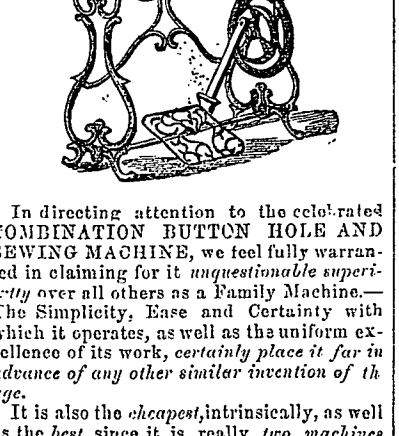 In directing attention to the celebrated
COMBINATION BUTTON HOLE AND
SEWING MACHINE, we feel fully warran-
ed in claiming for it unquestionable superi-
rity over all others as a Family Machine.—
The Simplicity, Ease and Certainty with
which it operates, as well as the uniform ex-
cellence of its work, certainly place it far in
advance of any other similar invention of th
age.
It is also the cheapest, intrinsically, as well
as the best, since it is really two machines